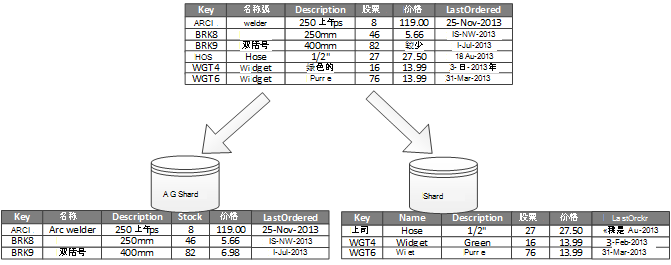 Key 名称弧 Description 股票 价格 LastOrdered
ARCI welder 250 上午ps 8 119.00 25-Nov-2013
BRK8 250mm 46 5.66 IS-NW-2013
BRK9 双括号 400mm 82 较少 I-Jul-2013
HOS Hose 1/2" 27 27.50 18 Au-2013
WGT4 Widget 绿色的 16 13.99 3-日-2013年
WGT6 Widget Purr e 76 13.99 31-Mar-2013
A G Shard
Shard
Key 名称 Description Stock 价格 LastOrdered
ARCI Arc welder 250 上午ps 8 119.00 25-Nov-2013
BRK8 250mm 46 5.66 IS-NW-2013
BRK9 双括号 400mm 82 6.98 I-Jul-2013
Key Name Description 股票 价格 LastOrckr
上司 Hose 1/2" 27 27.50 我是 Au-2013
WGT4 Widget Green 16 13.99 3-Feb-2013
WGT6 Wi et Purr e 76 13.99 31-Mar-2013